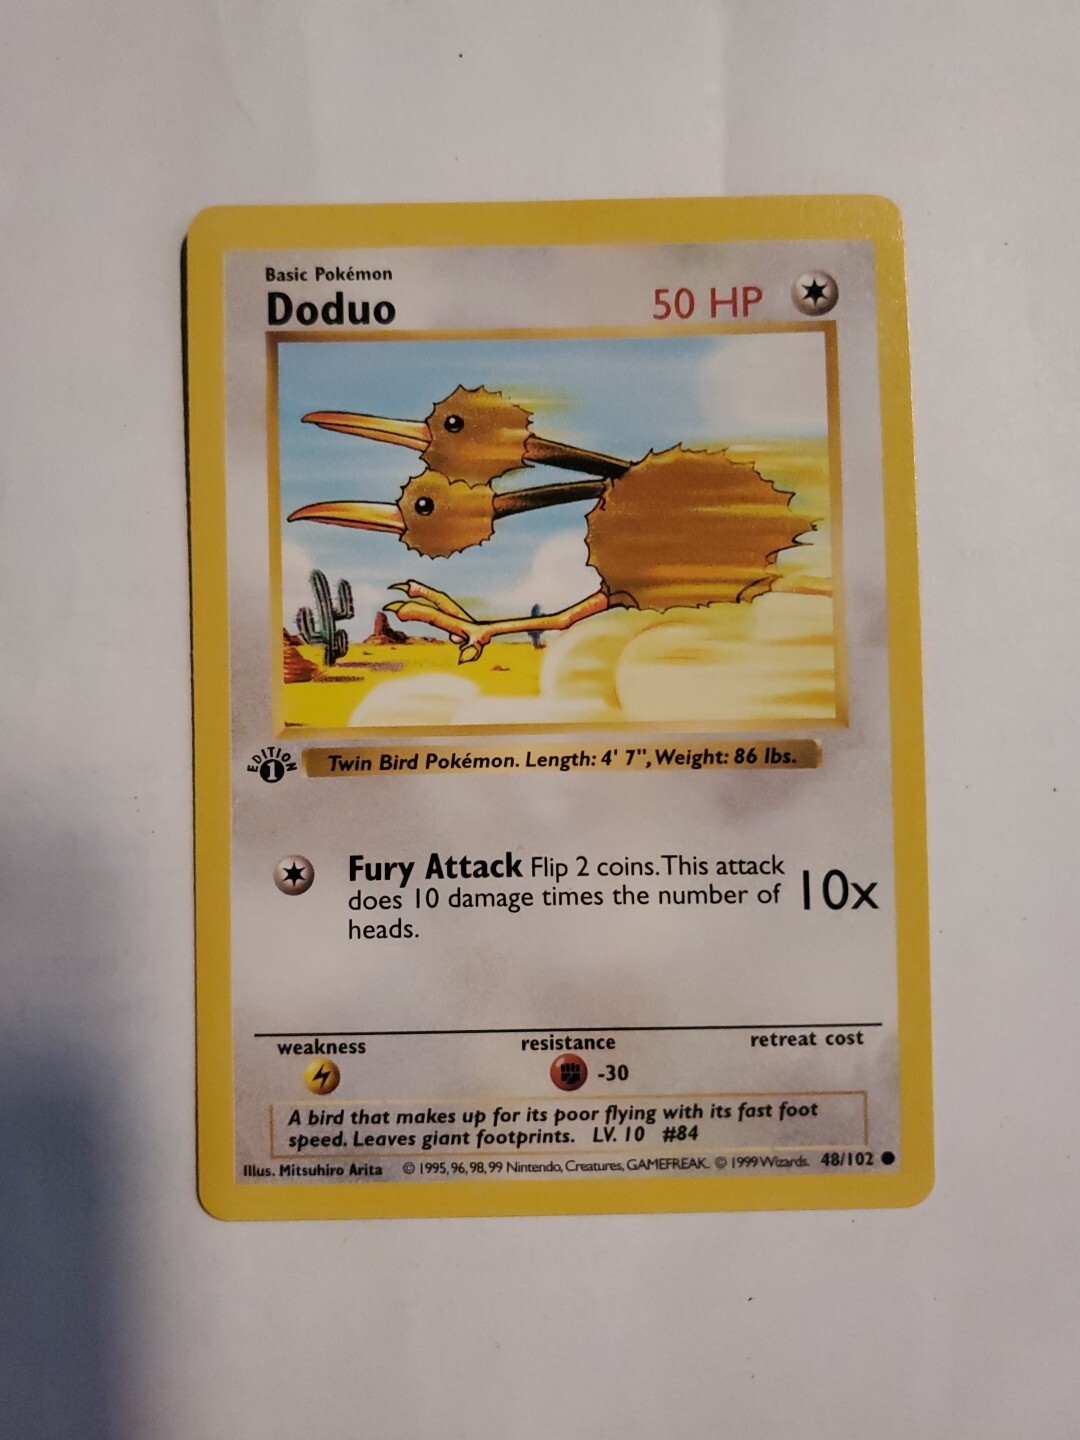 Basic Pokémon
Doduo
50 HP
EDITION
1
Twin Bird Pokémon. Length: 4' 7", Weight: 86 lbs.
Fury Attack Flip 2 coins. This attack
does 10 damage times the number of
heads.
10x
weakness
resistance
retreat cost
-30
A bird that makes up for its poor flying with its fast foot
speed. Leaves giant footprints. LV. 10 #84
Illus. Mitsuhiro Arita © 1995, 96, 98, 99 Nintendo, Creatures, GAMEFREAK. © 1999 Wizards. 48/102